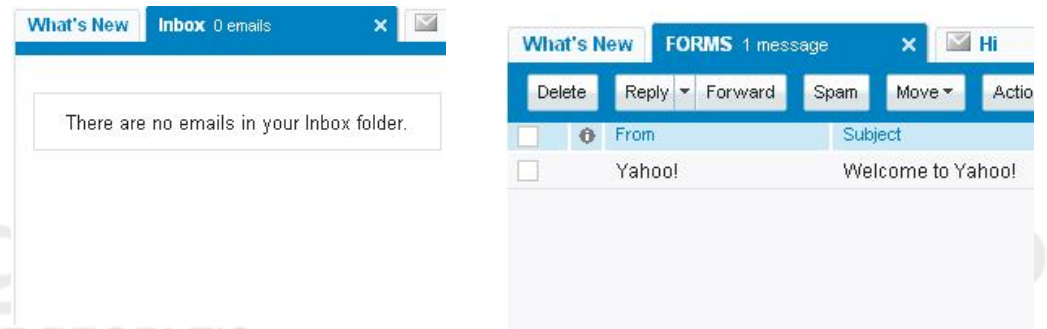 What's New Inbox 0 emails
There are no emails in your Inbox folder.
What's New FORMS 1 message Hi
Delete Reply Forward Spam Move Actio
From Subject
Yahoo! Welcome to Yahoo!